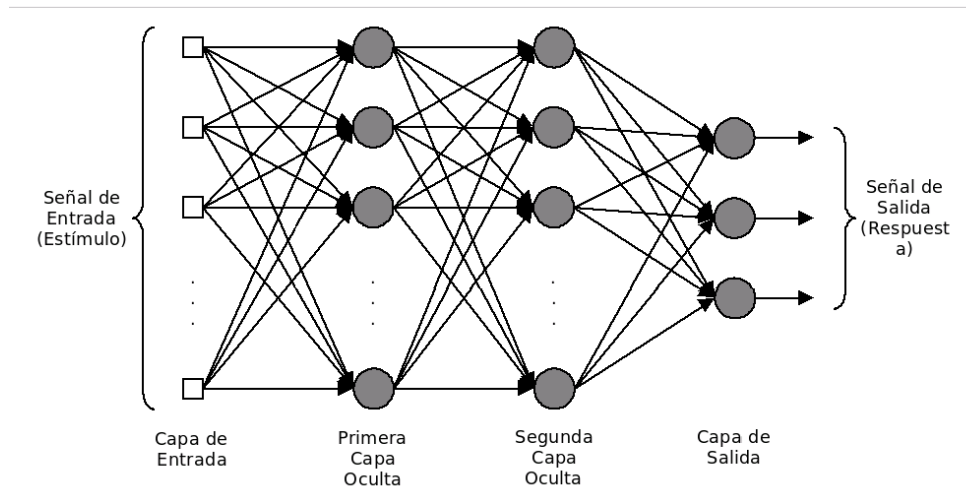 Señal de
Entrada
(Estímulo)
Señal de
Salida
(Respuest
a)
Capa de
Entrada
Primera
Capa
Oculta
Segunda
Capa
Oculta
Capa de
Salida